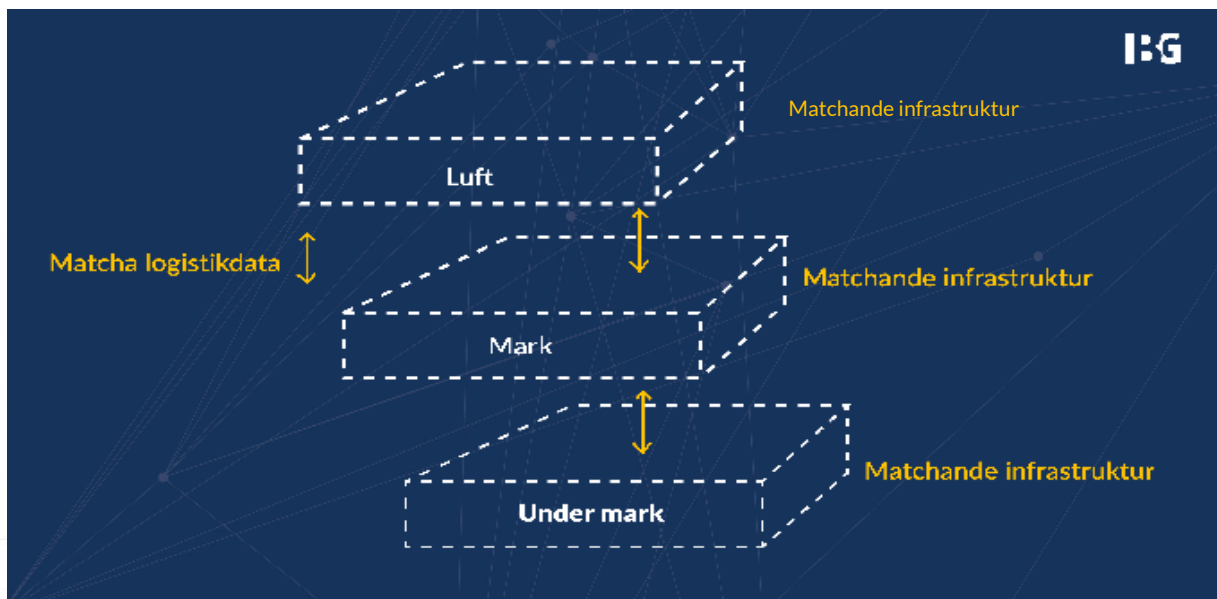 IBG
Matchande infrastruktur
Luft
Matcha logistikdata
Matchande infrastruktur
Mark
Matchande infrastruktur
Under mark